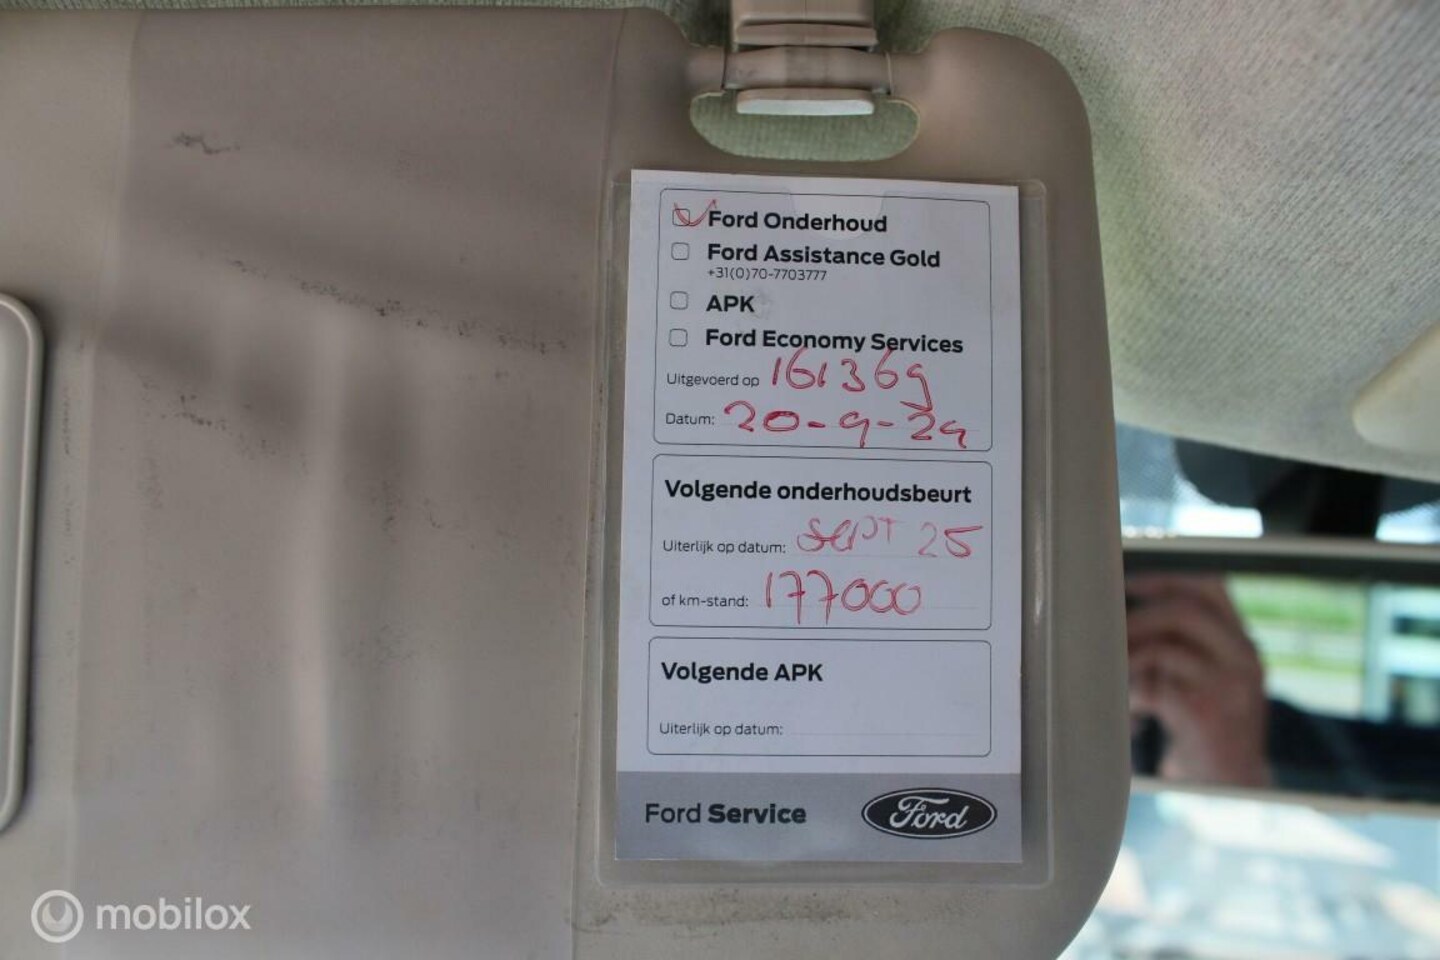 Ford Onderhoud
Ford Assistance Gold
+31(0)70-7703777
APK
Ford Economy Services
Uitgevoerd op 161369
Datum: 20-9-24
Volgende onderhoudsbeurt
Uiterlijk op datum: sept 25
of km-stand: 177000
Volgende APK
Uiterlijk op datum:
Ford Service
Ford
mobilox